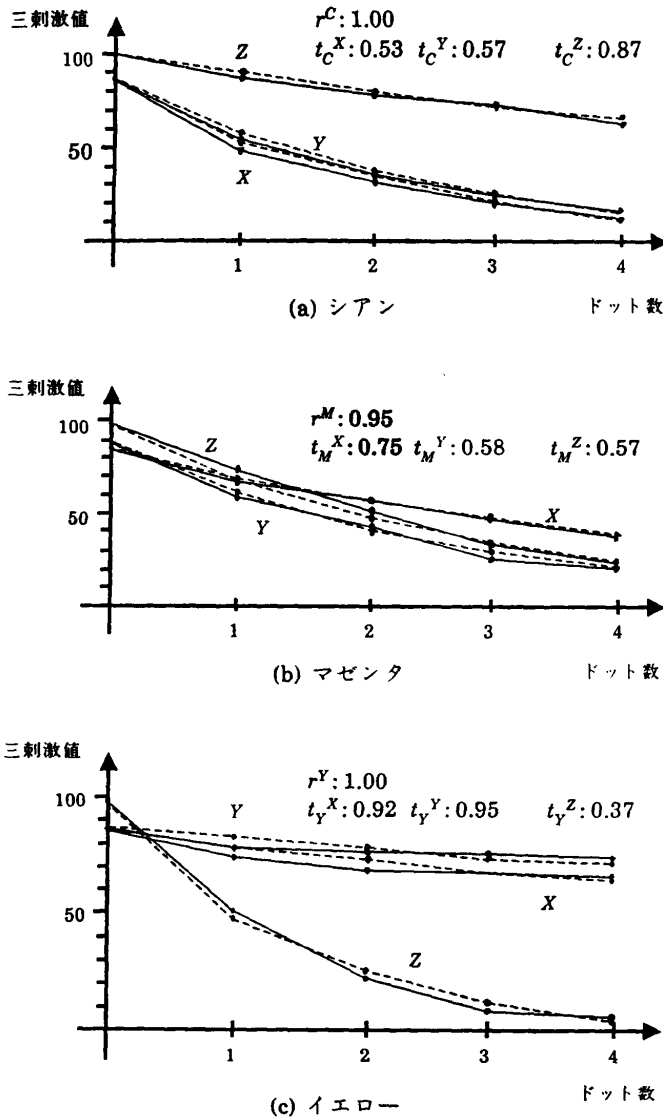 三刺激値
r^C: 1.00
t_C^X: 0.53 t_C^Y: 0.57 t_C^Z: 0.87
100
Z
50
Y
X
1 2 3 4
(a) シアン ドット数
三刺激値
r^M: 0.95
t_M^X: 0.75 t_M^Y: 0.58 t_M^Z: 0.57
100
Z
50
X
Y
1 2 3 4
(b) マゼンタ ドット数
三刺激値
r^Y: 1.00
t_Y^X: 0.92 t_Y^Y: 0.95 t_Y^Z: 0.37
100
Y
X
50
Z
1 2 3 4
(c) イエロー ドット数